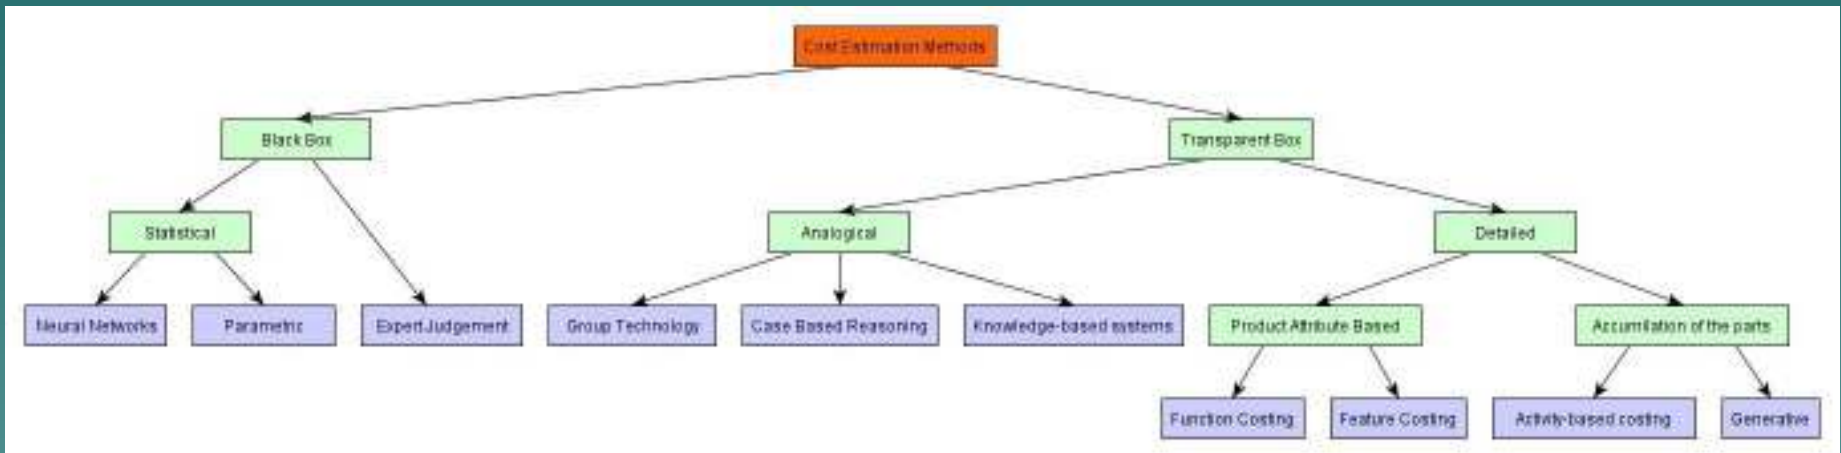 Cost Estimation Methods
Black Box
Transparent Box
Statistical
Analogical
Detailed
Neural Networks
Parametric
Expert Judgement
Group Technology
Case Based Reasoning
Knowledge-based systems
Product Attribute Based
Accumilation of the parts
Function Costing
Feature Costing
Activity-based costing
Generative